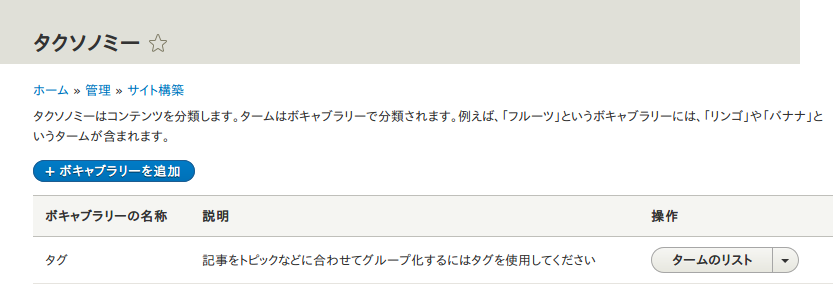 タクソノミー
ホーム » 管理 » サイト構築
タクソノミーはコンテンツを分類します。タームはボキャブラリーで分類されます。例えば、「フルーツ」というボキャブラリーには、「リンゴ」や「バナナ」と
いうタームが含まれます。
+ ボキャブラリーを追加
ボキャブラリーの名称 説明 操作
タグ 記事をトピックなどに合わせてグループ化するにはタグを使用してください タームのリスト